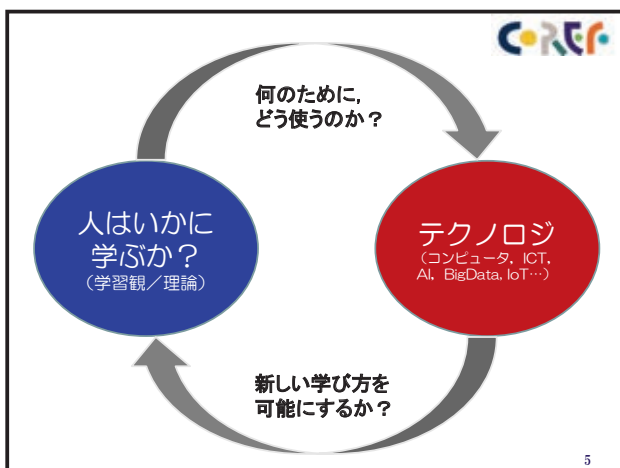 CoREF
何のために,
どう使うのか？
人はいかに
学ぶか？
（学習観／理論）
テクノロジ
（コンピュータ, ICT,
AI, BigData, IoT…）
新しい学び方を
可能にするか？
5